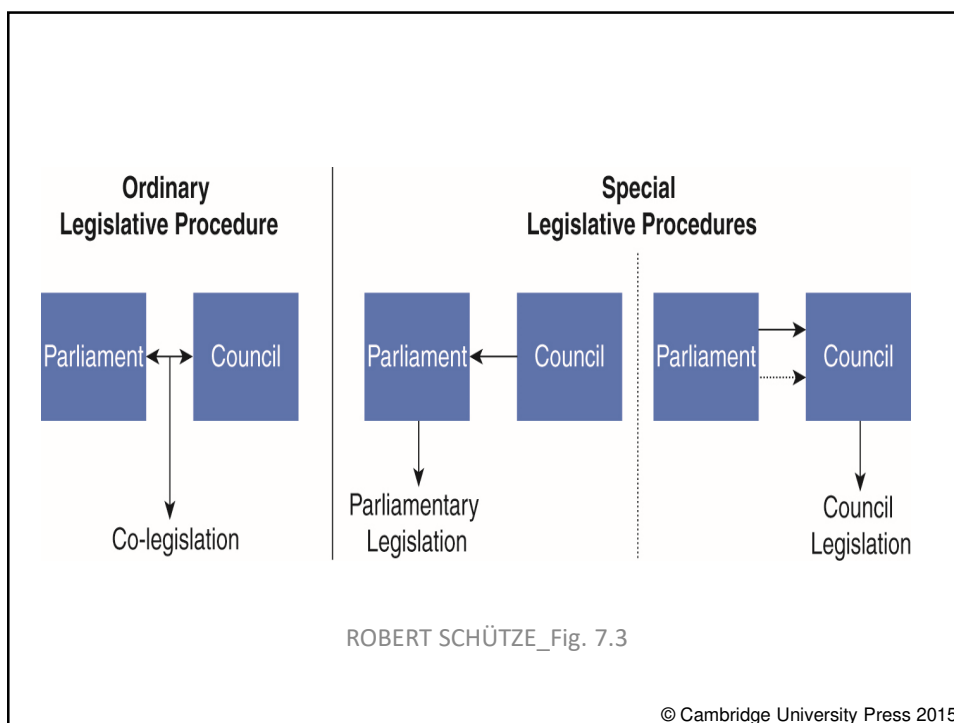 Ordinary
Legislative Procedure
Special
Legislative Procedures
Parliament
Council
Parliament
Council
Parliament
Council
Co-legislation
Parliamentary
Legislation
Council
Legislation
ROBERT SCHÜTZE_Fig. 7.3
© Cambridge University Press 2015